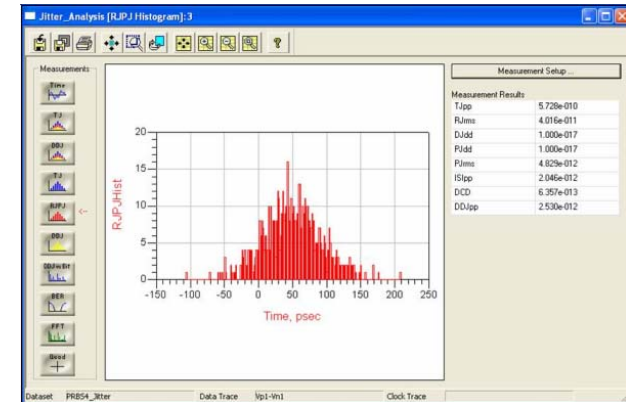 Jitter_Analysis [RJPJ Histogram]:3
?
Measurements
Time
TJ
DDJ
TJ
RJPJ <-
DDJ
DDJvsBit
BER
FFT
Good
20
15
10
5
0
RJPJHist
-150 -100 -50 0 50 100 150 200 250
Time, psec
Measurement Setup ...
Measurement Results
TJpp 5.728e-010
RJrms 4.016e-011
DJdd 1.000e-017
PJdd 1.000e-017
PJrms 4.829e-012
ISIpp 2.046e-012
DCD 6.357e-013
DDJpp 2.530e-012
Dataset PRBS4_Jitter Data Trace Vp1-Vn1 Clock Trace